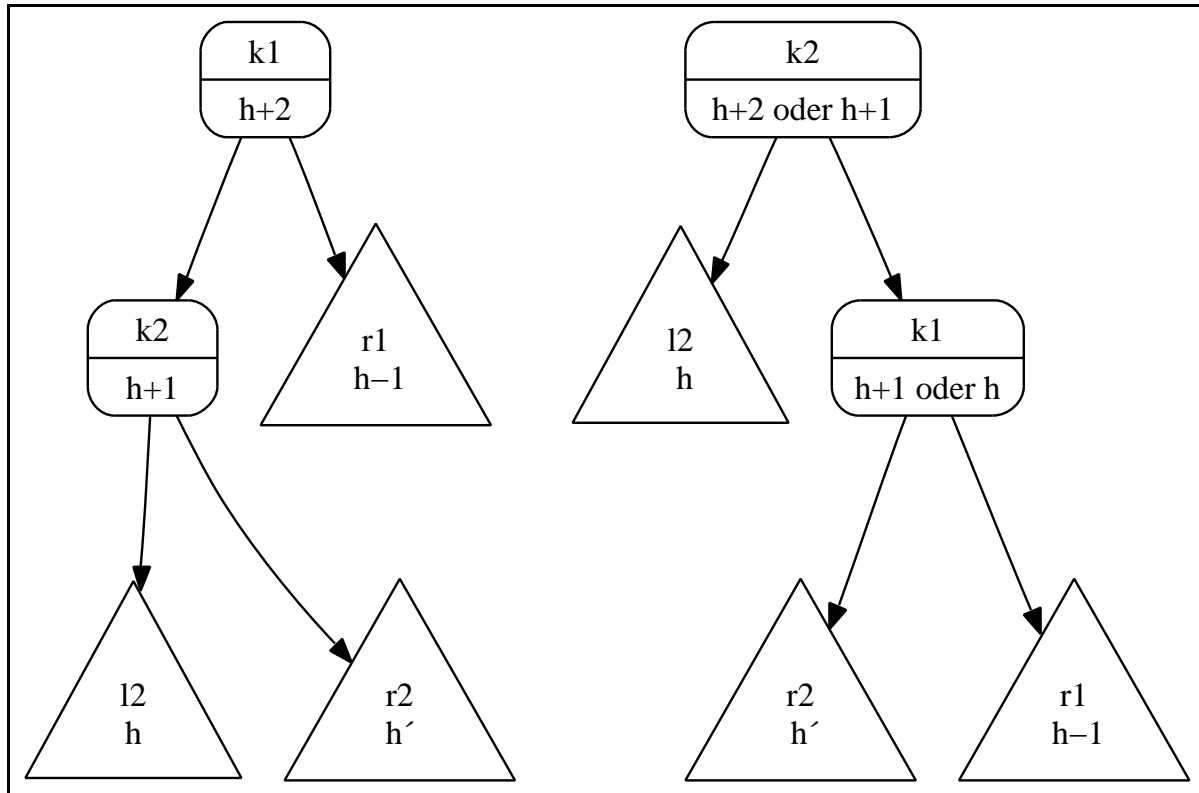 k1
h+2
k2
h+1
r1
h−1
l2
h
r2
h´
k2
h+2 oder h+1
l2
h
k1
h+1 oder h
r2
h´
r1
h−1